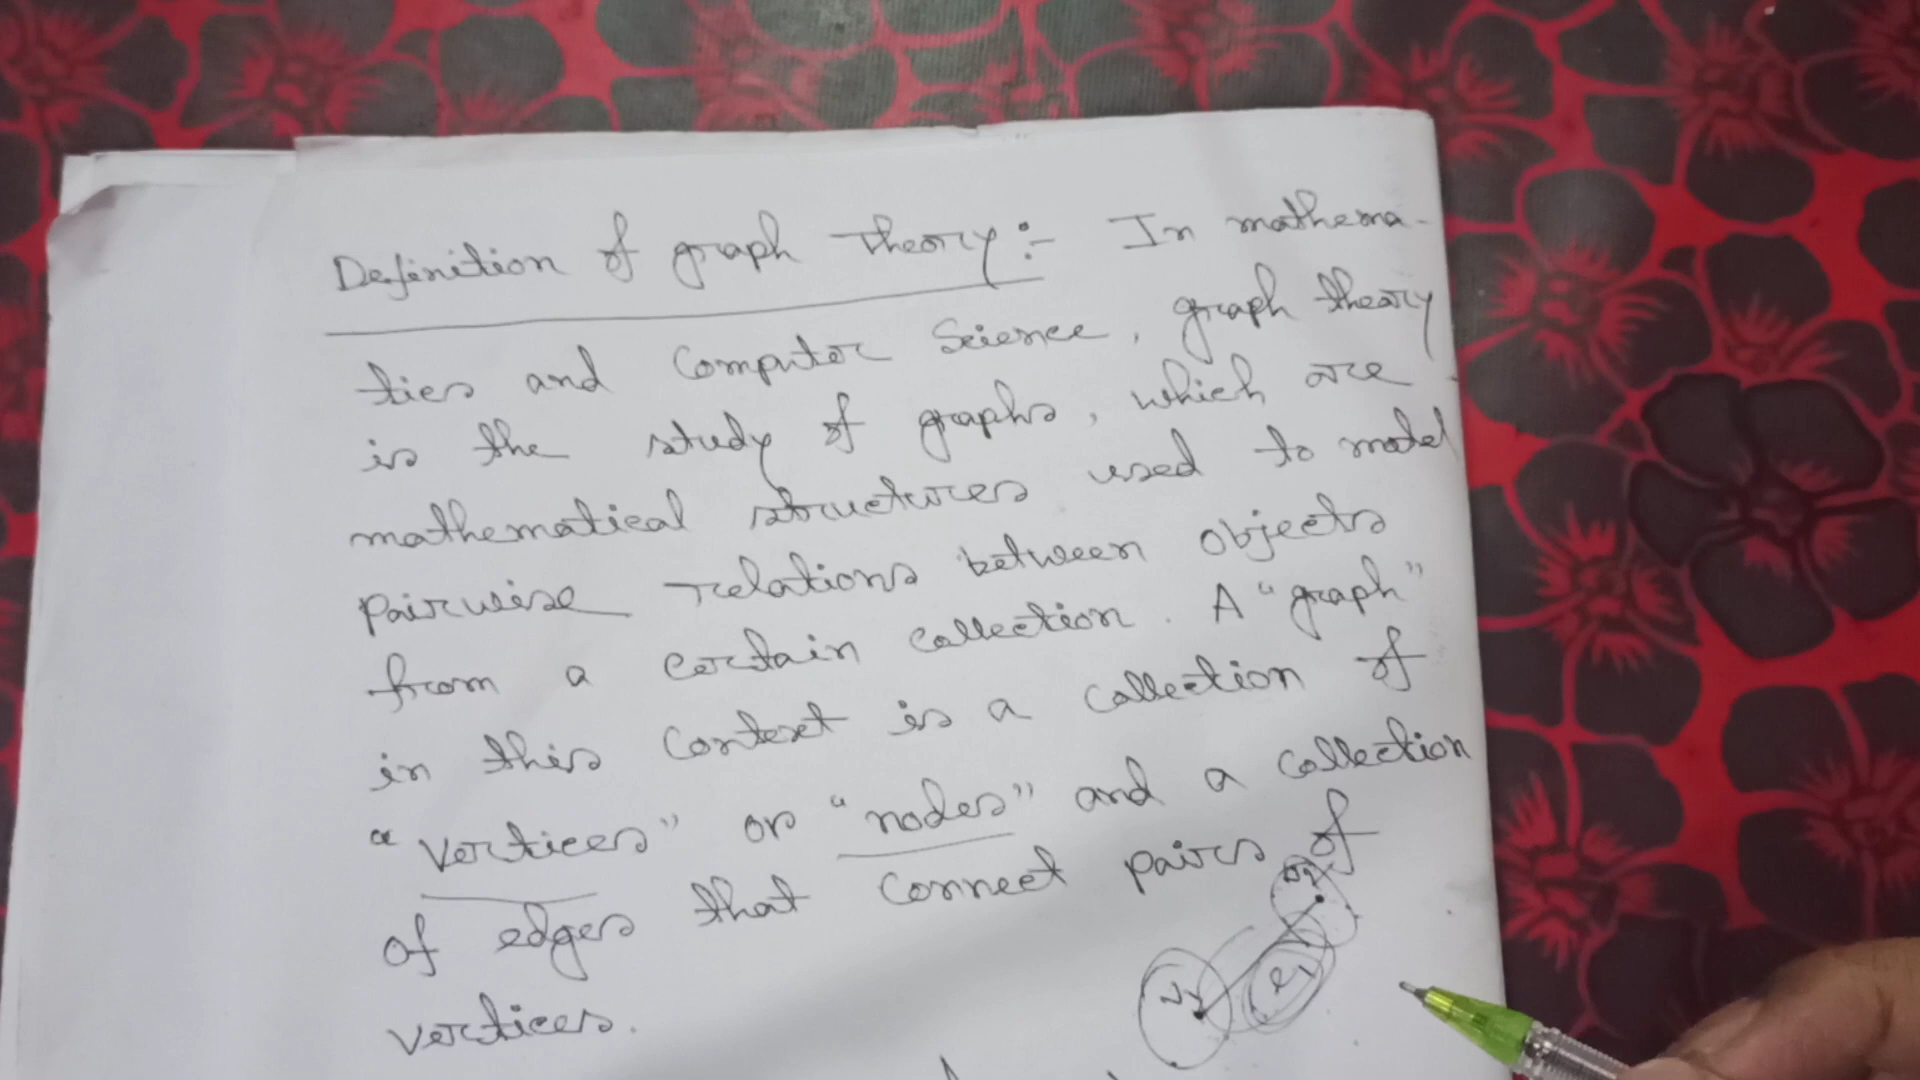 Definition of graph Theory:- In mathema-
tics and Computer Science, graph theory
is the study of graphs, which are
mathematical structures used to model
pairwise relations between objects
from a certain collection. A "graph"
in this context is a collection of
"vertices" or "nodes" and a collection
of edges that connect pairs of
vertices.
e1